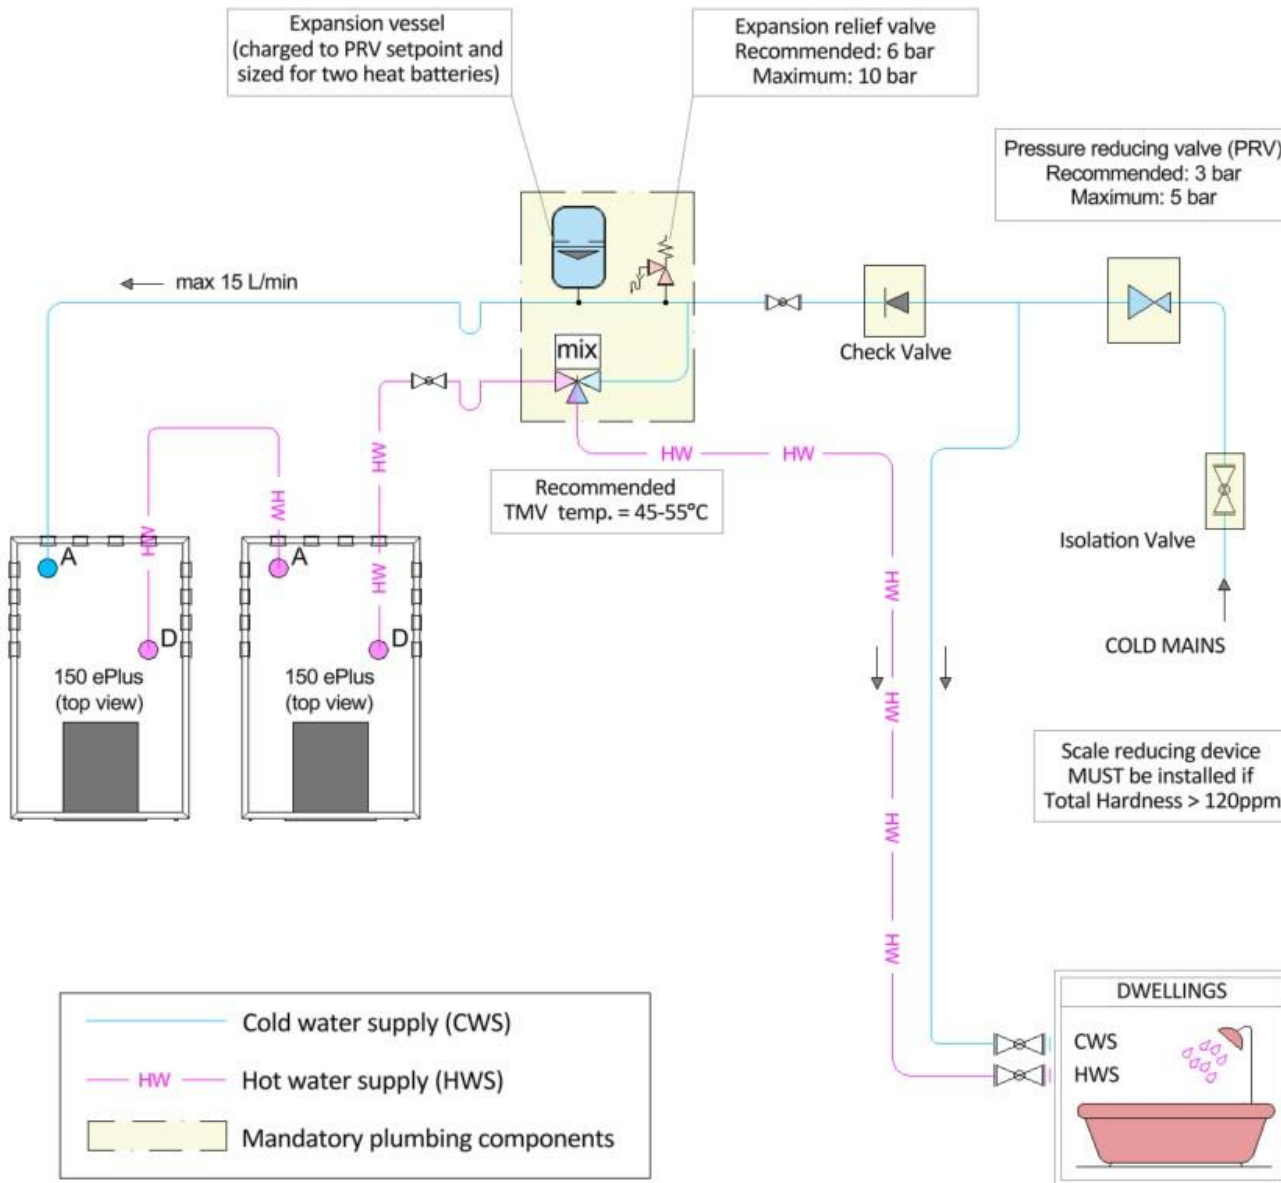 Expansion vessel
(charged to PRV setpoint and
sized for two heat batteries)
Expansion relief valve
Recommended: 6 bar
Maximum: 10 bar
Pressure reducing valve (PRV)
Recommended: 3 bar
Maximum: 5 bar
max 15 L/min
mix
Check Valve
HW
HW
HW
HW
HW
HW
HW
Recommended
TMV temp. = 45-55°C
Isolation Valve
A
A
D
D
150 ePlus
(top view)
150 ePlus
(top view)
COLD MAINS
HW
HW
HW
HW
Scale reducing device
MUST be installed if
Total Hardness > 120ppm
DWELLINGS
CWS
HWS
Cold water supply (CWS)
HW
Hot water supply (HWS)
Mandatory plumbing components